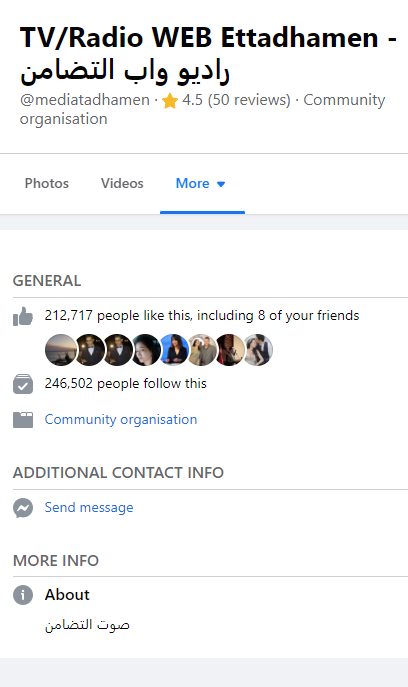 TV/Radio WEB Ettadhamen -
راديو واب التضامن
@mediatadhamen · 4.5 (50 reviews) · Community
organisation
Photos Videos More
GENERAL
212,717 people like this, including 8 of your friends
246,502 people follow this
Community organisation
ADDITIONAL CONTACT INFO
Send message
MORE INFO
About
صوت التضامن